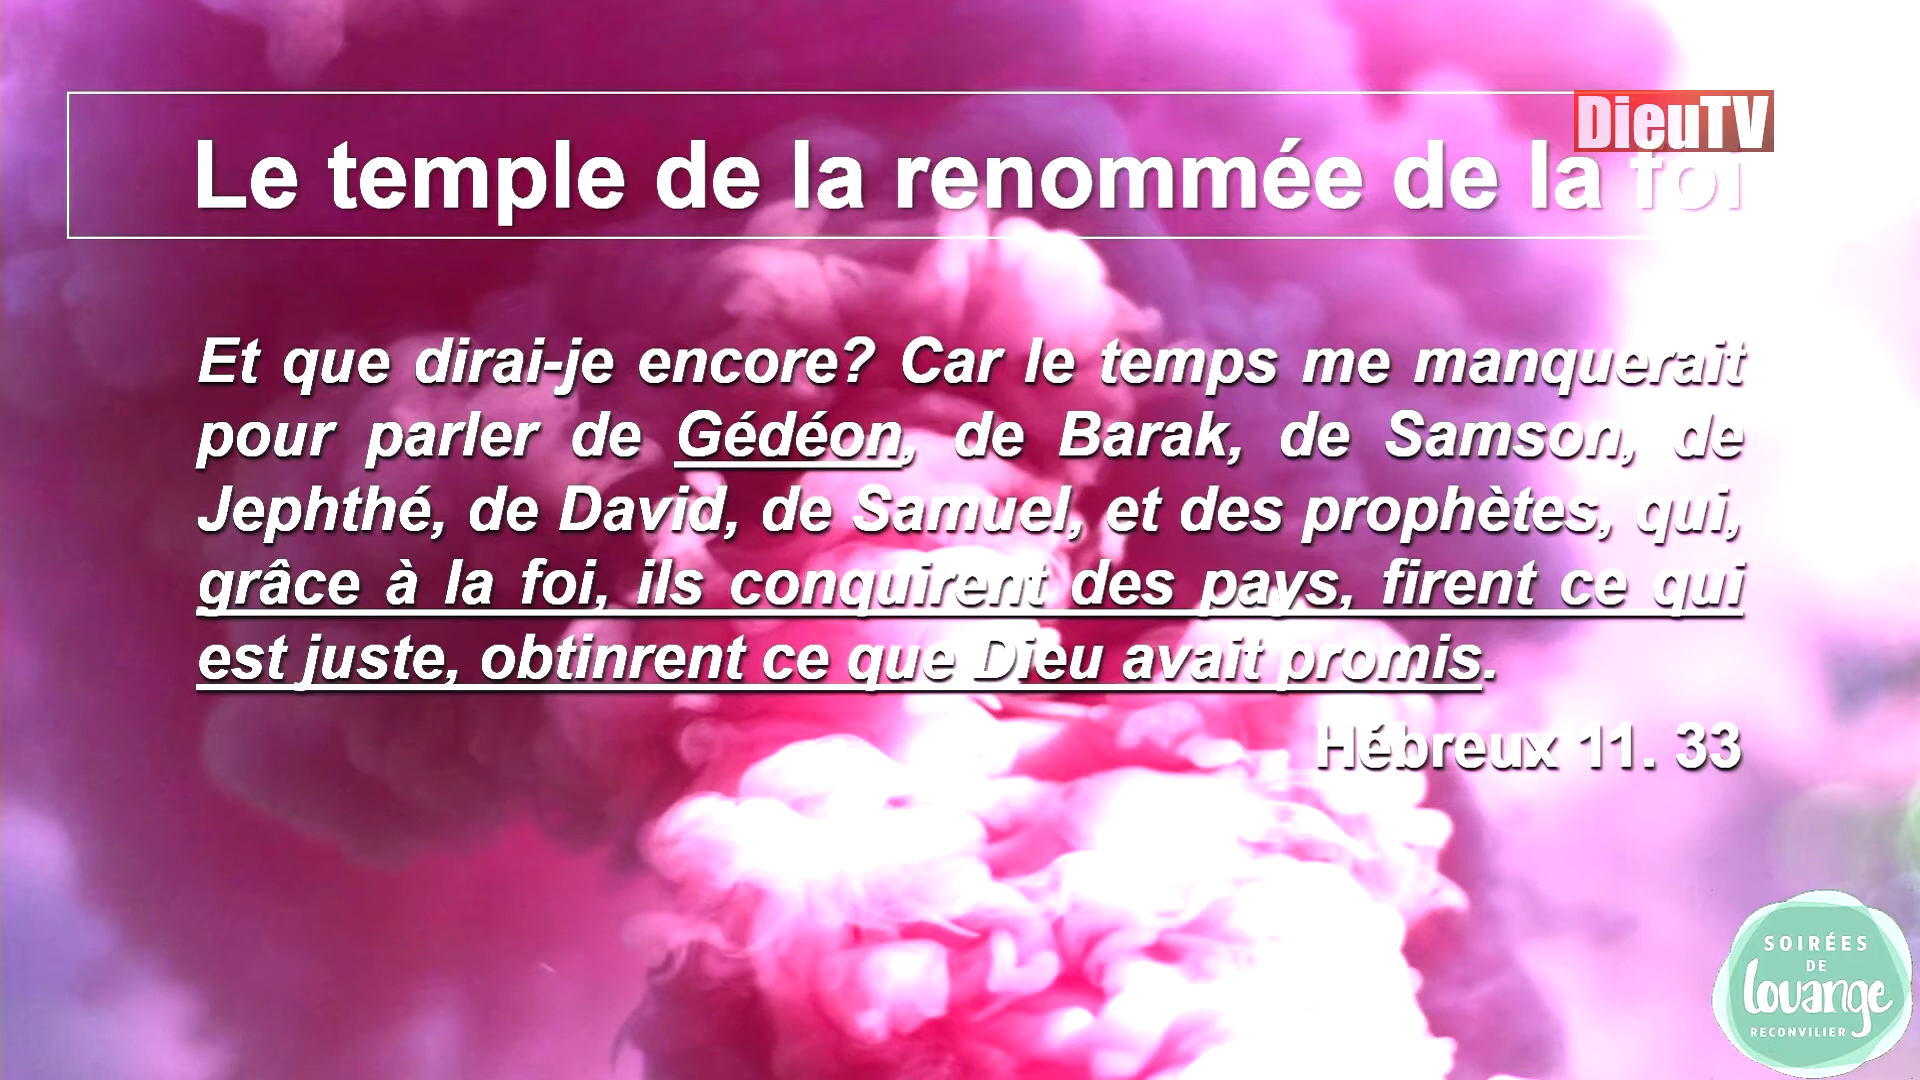 DieuTV
Le temple de la renommée de la foi
Et que dirai-je encore? Car le temps me manquerait
pour parler de Gédéon, de Barak, de Samson, de
Jephthé, de David, de Samuel, et des prophètes, qui,
grâce à la foi, ils conquirent des pays, firent ce qui
est juste, obtinrent ce que Dieu avait promis.
Hébreux 11. 33
SOIRÉES
DE
louange
RECONVILIER